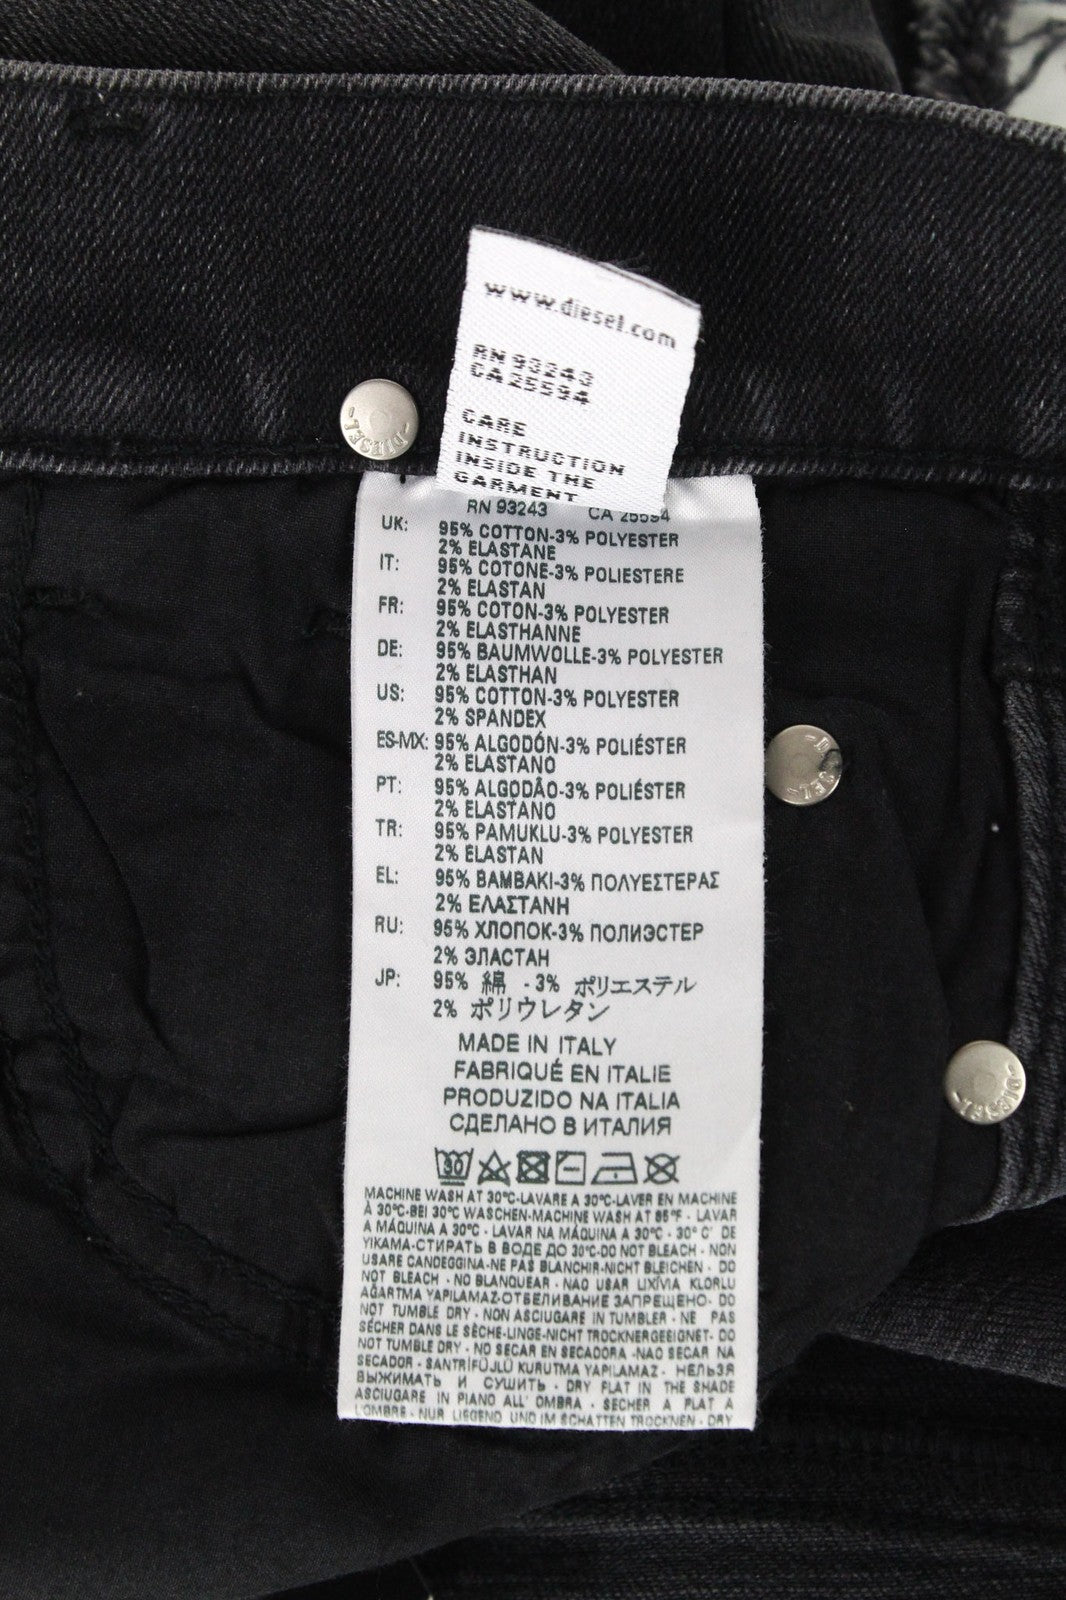 www.diesel.com
RN 93243
CA 25594
CARE
INSTRUCTION
INSIDE THE
GARMENT
-DIESEL-
RN 93243 CA 25594
UK: 95% COTTON-3% POLYESTER
2% ELASTANE
IT: 95% COTONE-3% POLIESTERE
2% ELASTAN
FR: 95% COTON-3% POLYESTER
2% ELASTHANNE
DE: 95% BAUMWOLLE-3% POLYESTER
2% ELASTHAN
US: 95% COTTON-3% POLYESTER
2% SPANDEX
ES-MX: 95% ALGODÓN-3% POLIÉSTER
2% ELASTANO
PT: 95% ALGODÃO-3% POLIÉSTER
2% ELASTANO
TR: 95% PAMUKLU-3% POLYESTER
2% ELASTAN
EL: 95% ΒΑΜΒΑΚΙ-3% ΠΟΛΥΕΣΤΕΡΑΣ
2% ΕΛΑΣΤΑΝΗ
RU: 95% ХЛОПОК-3% ПОЛИЭСТЕР
2% ЭЛАСТАН
JP: 95% 綿 - 3% ポリエステル
2% ポリウレタン
MADE IN ITALY
FABRIQUÉ EN ITALIE
PRODUZIDO NA ITALIA
СДЕЛАНО В ИТАЛИЯ
30
MACHINE WASH AT 30°C-LAVARE A 30°C-LAVER EN MACHINE
À 30°C-BEI 30°C WASCHEN-MACHINE WASH AT 86°F - LAVAR
A MÁQUINA A 30°C - LAVAR NA MÁQUINA A 30°C - 30° C' DE
YIKAMA-СТИРАТЬ В ВОДЕ ДО 30°C-DO NOT BLEACH - NON
USARE CANDEGGINA-NE PAS BLANCHIR-NICHT BLEICHEN - DO
NOT BLEACH - NO BLANQUEAR - NAO USAR LIXÍVIA KLORLU
AĞARTMA YAPILAMAZ-ОТБЕЛИВАНИЕ ЗАПРЕЩЕНО- DO
NOT TUMBLE DRY - NON ASCIUGARE IN TUMBLER - NE PAS
SÉCHER DANS LE SÈCHE-LINGE-NICHT TROCKNERGEEIGNET- DO
NOT TUMBLE DRY - NO SECAR EN SECADORA -NAO SECAR NA
SECADOR - SANTRİFÜJLÜ KURUTMA YAPILAMAZ - НЕЛЬЗЯ
ВЫЖИМАТЬ И СУШИТЬ - DRY FLAT IN THE SHADE
ASCIUGARE IN PIANO ALL' OMBRA - SÉCHER A PLAT A
L'OMBRE - NUR LIEGEND UND IM SCHATTEN TROCKNEN - DRY
-DIESEL-
-DIESEL-